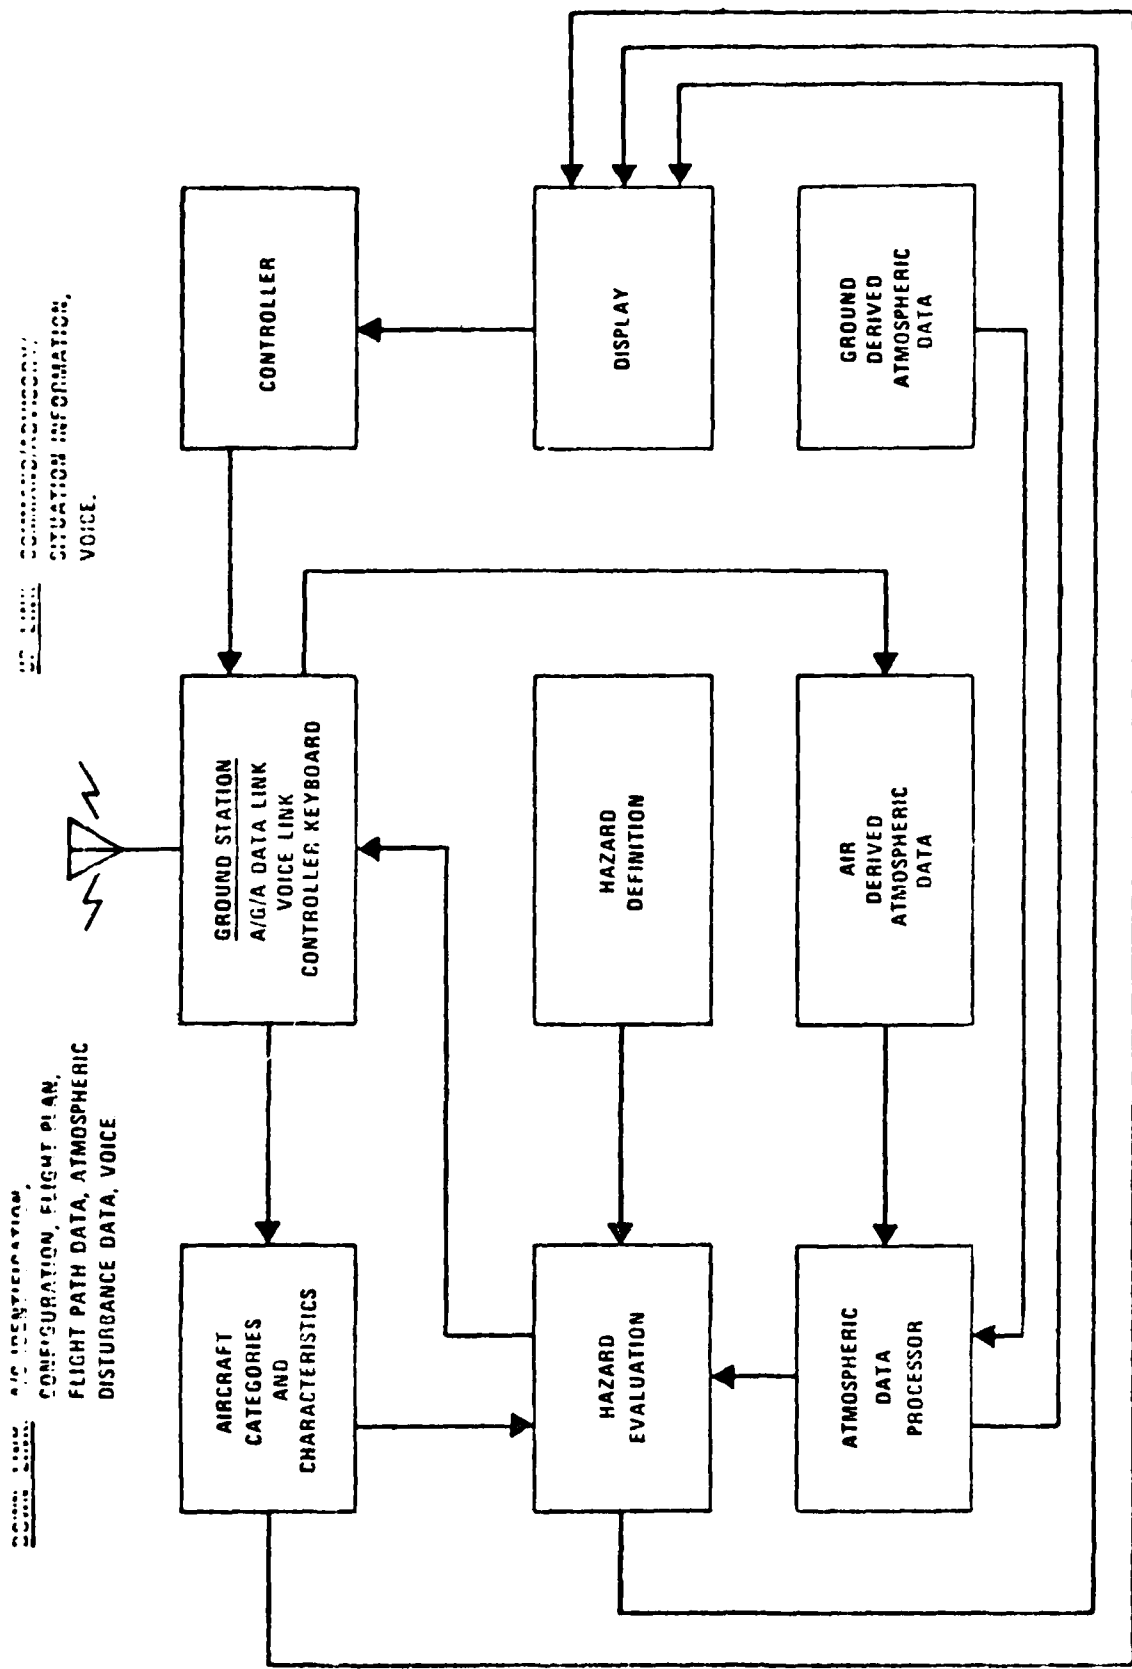 A/C IDENTIFICATION,
CONFIGURATION, FLIGHT PLAN,
FLIGHT PATH DATA, ATMOSPHERIC
DISTURBANCE DATA, VOICE
SITUATION INFORMATION,
VOICE.
AIRCRAFT
CATEGORIES
AND
CHARACTERISTICS
GROUND STATION
A/G/A DATA LINK
VOICE LINK
CONTROLLER KEYBOARD
CONTROLLER
HAZARD
EVALUATION
HAZARD
DEFINITION
DISPLAY
ATMOSPHERIC
DATA
PROCESSOR
AIR
DERIVED
ATMOSPHERIC
DATA
GROUND
DERIVED
ATMOSPHERIC
DATA